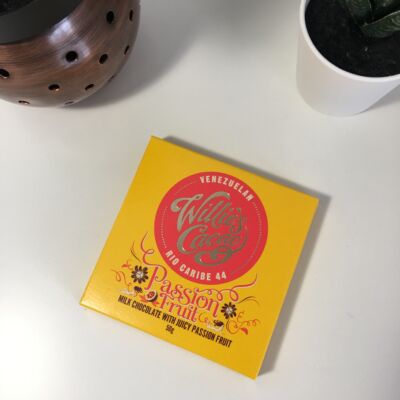 VENEZUELAN
Willie's
Cacao
RIO CARIBE 44
Passion
Fruit
MILK CHOCOLATE WITH JUICY PASSION FRUIT
50g